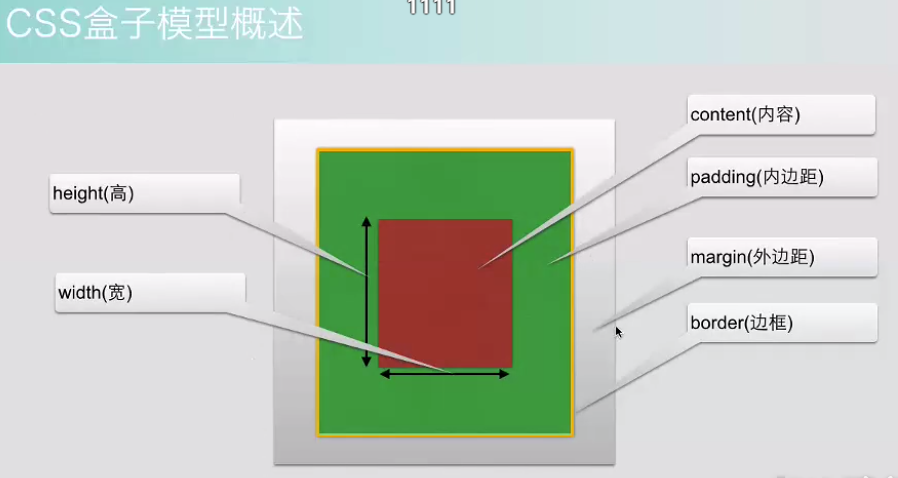 1111
CSS盒子模型概述
content(内容)
padding(内边距)
height(高)
margin(外边距)
width(宽)
border(边框)